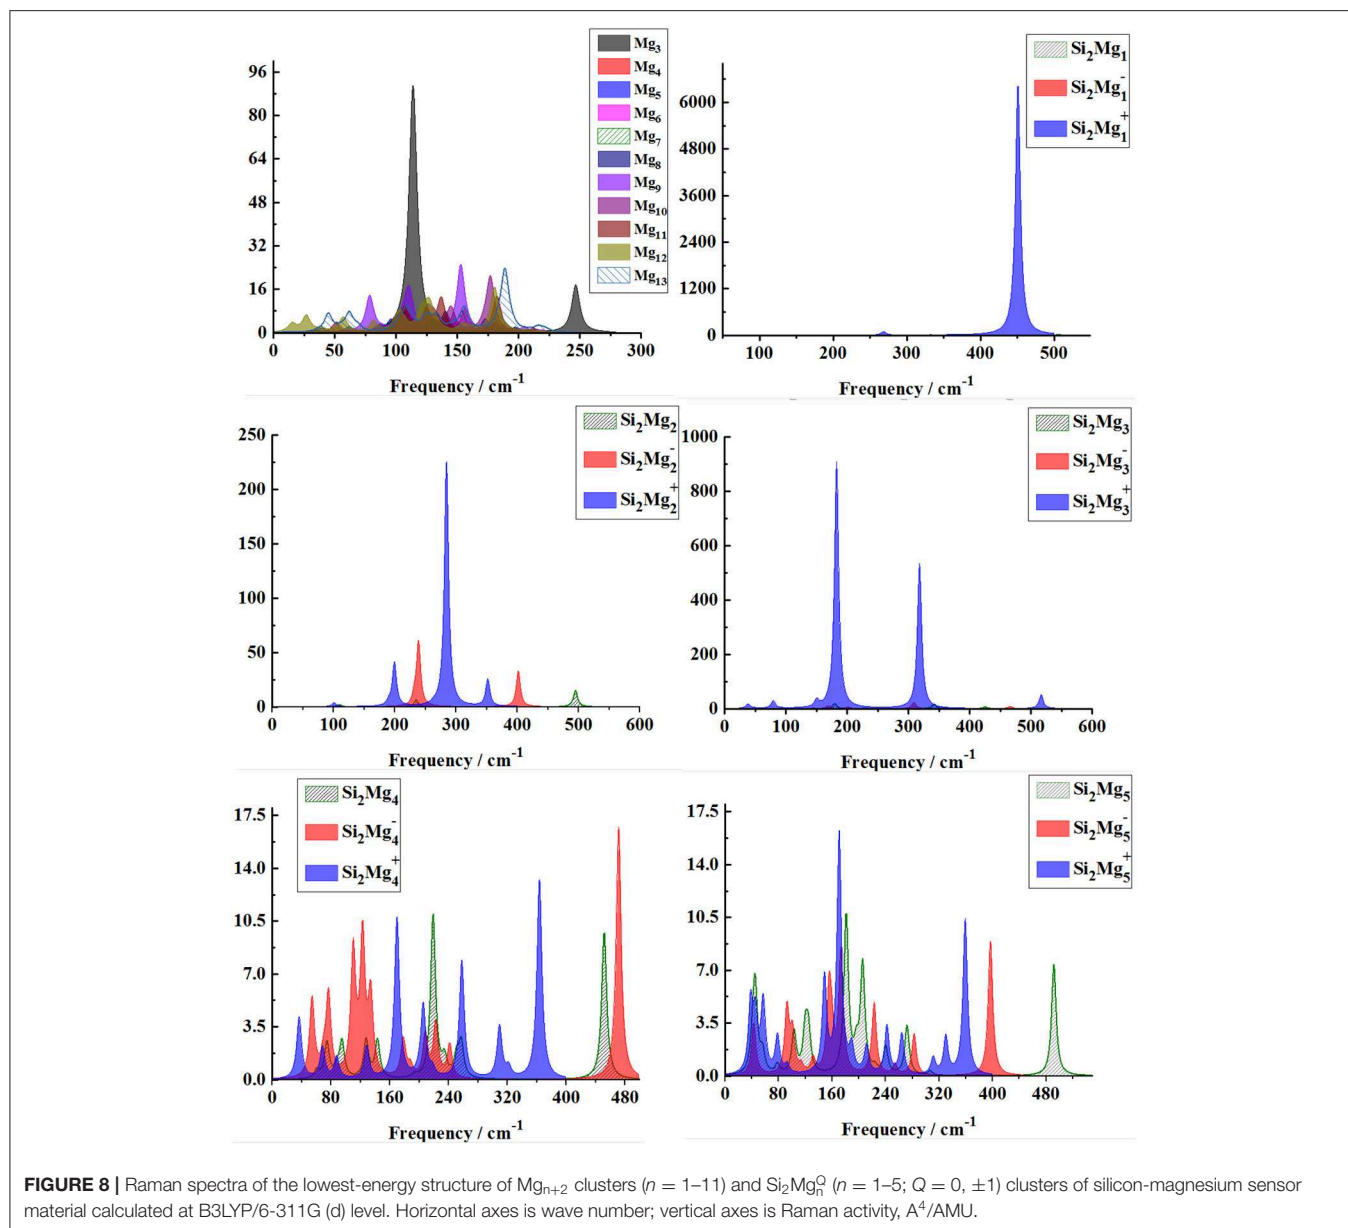 96
80
64
48
32
16
0
0 50 100 150 200 250 300
Frequency / cm⁻¹
Mg₃
Mg₄
Mg₅
Mg₆
Mg₇
Mg₈
Mg₉
Mg₁₀
Mg₁₁
Mg₁₂
Mg₁₃
6000
4800
3600
2400
1200
0
100 200 300 400 500
Frequency / cm⁻¹
Si₂Mg₁
Si₂Mg₁⁻
Si₂Mg₁⁺
250
200
150
100
50
0
0 100 200 300 400 500 600
Frequency / cm⁻¹
Si₂Mg₂
Si₂Mg₂⁻
Si₂Mg₂⁺
1000
800
600
400
200
0
0 100 200 300 400 500 600
Frequency / cm⁻¹
Si₂Mg₃
Si₂Mg₃⁻
Si₂Mg₃⁺
17.5
14.0
10.5
7.0
3.5
0.0
0 80 160 240 320 400 480
Frequency / cm⁻¹
Si₂Mg₄
Si₂Mg₄⁻
Si₂Mg₄⁺
17.5
14.0
10.5
7.0
3.5
0.0
0 80 160 240 320 400 480
Frequency / cm⁻¹
Si₂Mg₅
Si₂Mg₅⁻
Si₂Mg₅⁺
FIGURE 8 | Raman spectra of the lowest-energy structure of Mgₙ₊₂ clusters (n = 1–11) and Si₂Mgₙ^Q (n = 1–5; Q = 0, ±1) clusters of silicon-magnesium sensor
material calculated at B3LYP/6-311G (d) level. Horizontal axes is wave number; vertical axes is Raman activity, A⁴/AMU.